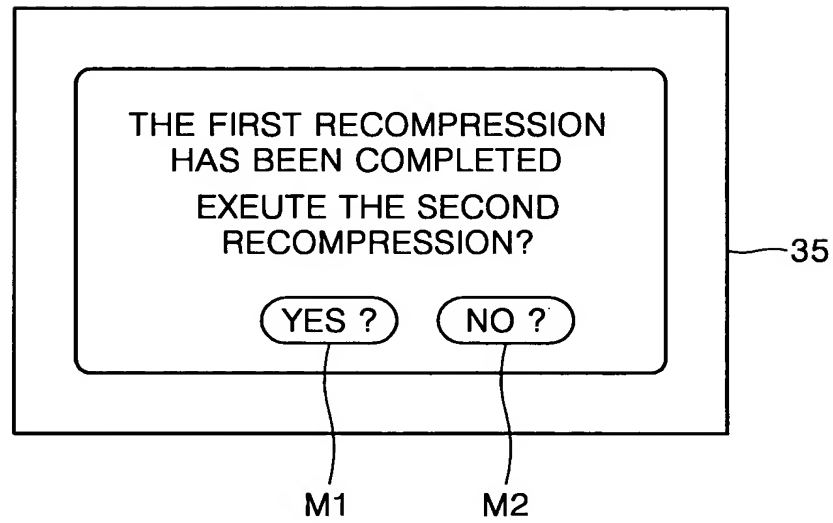 THE FIRST RECOMPRESSION
HAS BEEN COMPLETED
EXEUTE THE SECOND
RECOMPRESSION?
35
YES ? NO ?
M1 M2